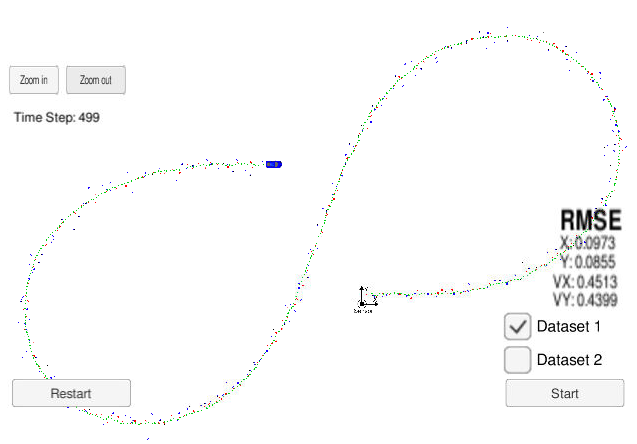 Zoom in
Zoom out
Time Step: 499
RMSE
X: 0.0973
Y: 0.0855
VX: 0.4513
VY: 0.4399
Dataset 1
Dataset 2
Restart
Start